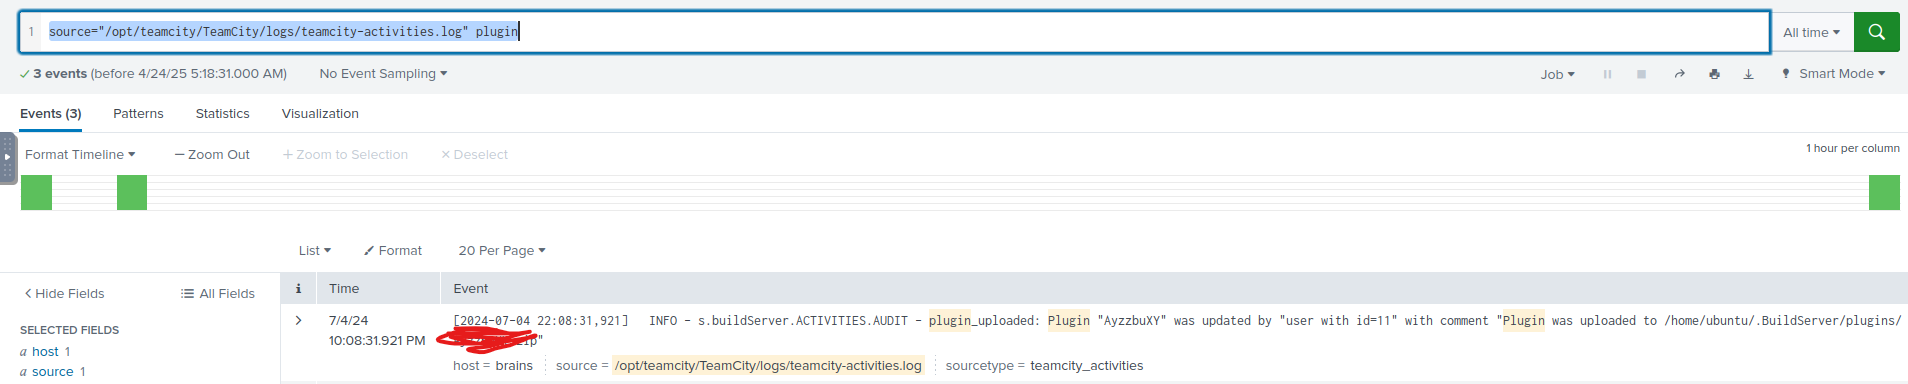 1 source="/opt/teamcity/TeamCity/logs/teamcity-activities.log" plugin All time
3 events (before 4/24/25 5:18:31.000 AM) No Event Sampling Job Smart Mode
Events (3) Patterns Statistics Visualization
Format Timeline — Zoom Out + Zoom to Selection × Deselect 1 hour per column
List Format 20 Per Page
< Hide Fields All Fields i Time Event
SELECTED FIELDS
a host 1
a source 1
> 7/4/24 [2024-07-04 22:08:31,921] INFO - s.buildServer.ACTIVITIES.AUDIT - plugin_uploaded: Plugin "AyzzbuXY" was updated by "user with id=11" with comment "Plugin was uploaded to /home/ubuntu/.BuildServer/plugins/
10:08:31.921 PM
host = brains source = /opt/teamcity/TeamCity/logs/teamcity-activities.log sourcetype = teamcity_activities